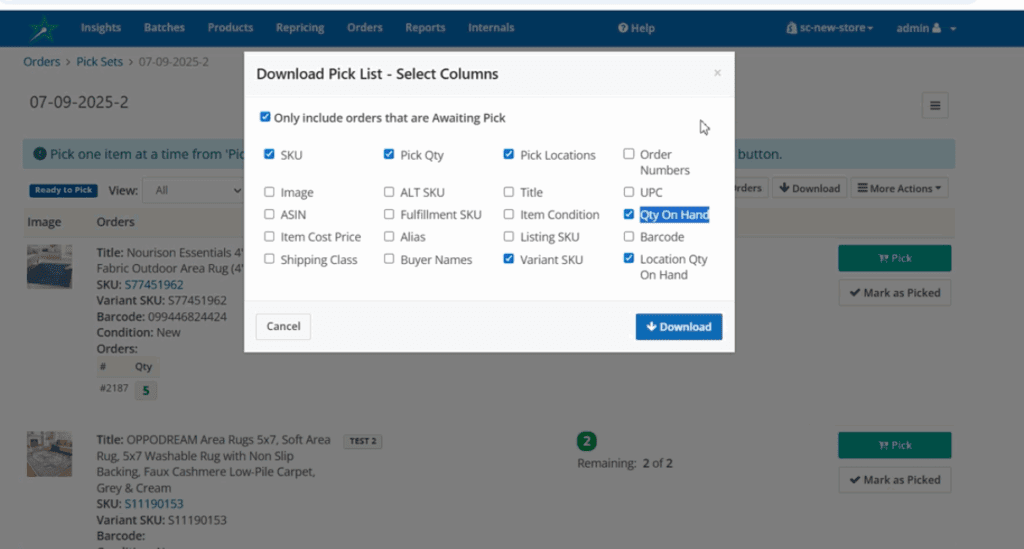 Insights Batches Products Repricing Orders Reports Internals Help sc-new-store admin
Orders > Pick Sets > 07-09-2025-2
07-09-2025-2
Download Pick List - Select Columns ×
Only include orders that are Awaiting Pick
SKU Pick Qty Pick Locations Order
Numbers
Image ALT SKU Title UPC
ASIN Fulfillment SKU Item Condition Qty On Hand
Item Cost Price Alias Listing SKU Barcode
Shipping Class Buyer Names Variant SKU Location Qty
On Hand
Cancel Download
Pick one item at a time from 'Pic button.
Ready to Pick View: All rders Download More Actions
Image Orders
Title: Nourison Essentials 4'
Fabric Outdoor Area Rug (4'
SKU: S77451962
Variant SKU: S77451962
Barcode: 099446824424
Condition: New
Orders:
# Qty
#2187 5
Pick
Mark as Picked
Title: OPPODREAM Area Rugs 5x7, Soft Area
Rug, 5x7 Washable Rug with Non Slip
Backing, Faux Cashmere Low-Pile Carpet,
Grey & Cream
SKU: S11190153
Variant SKU: S11190153
Barcode:
TEST 2
2
Remaining: 2 of 2
Pick
Mark as Picked